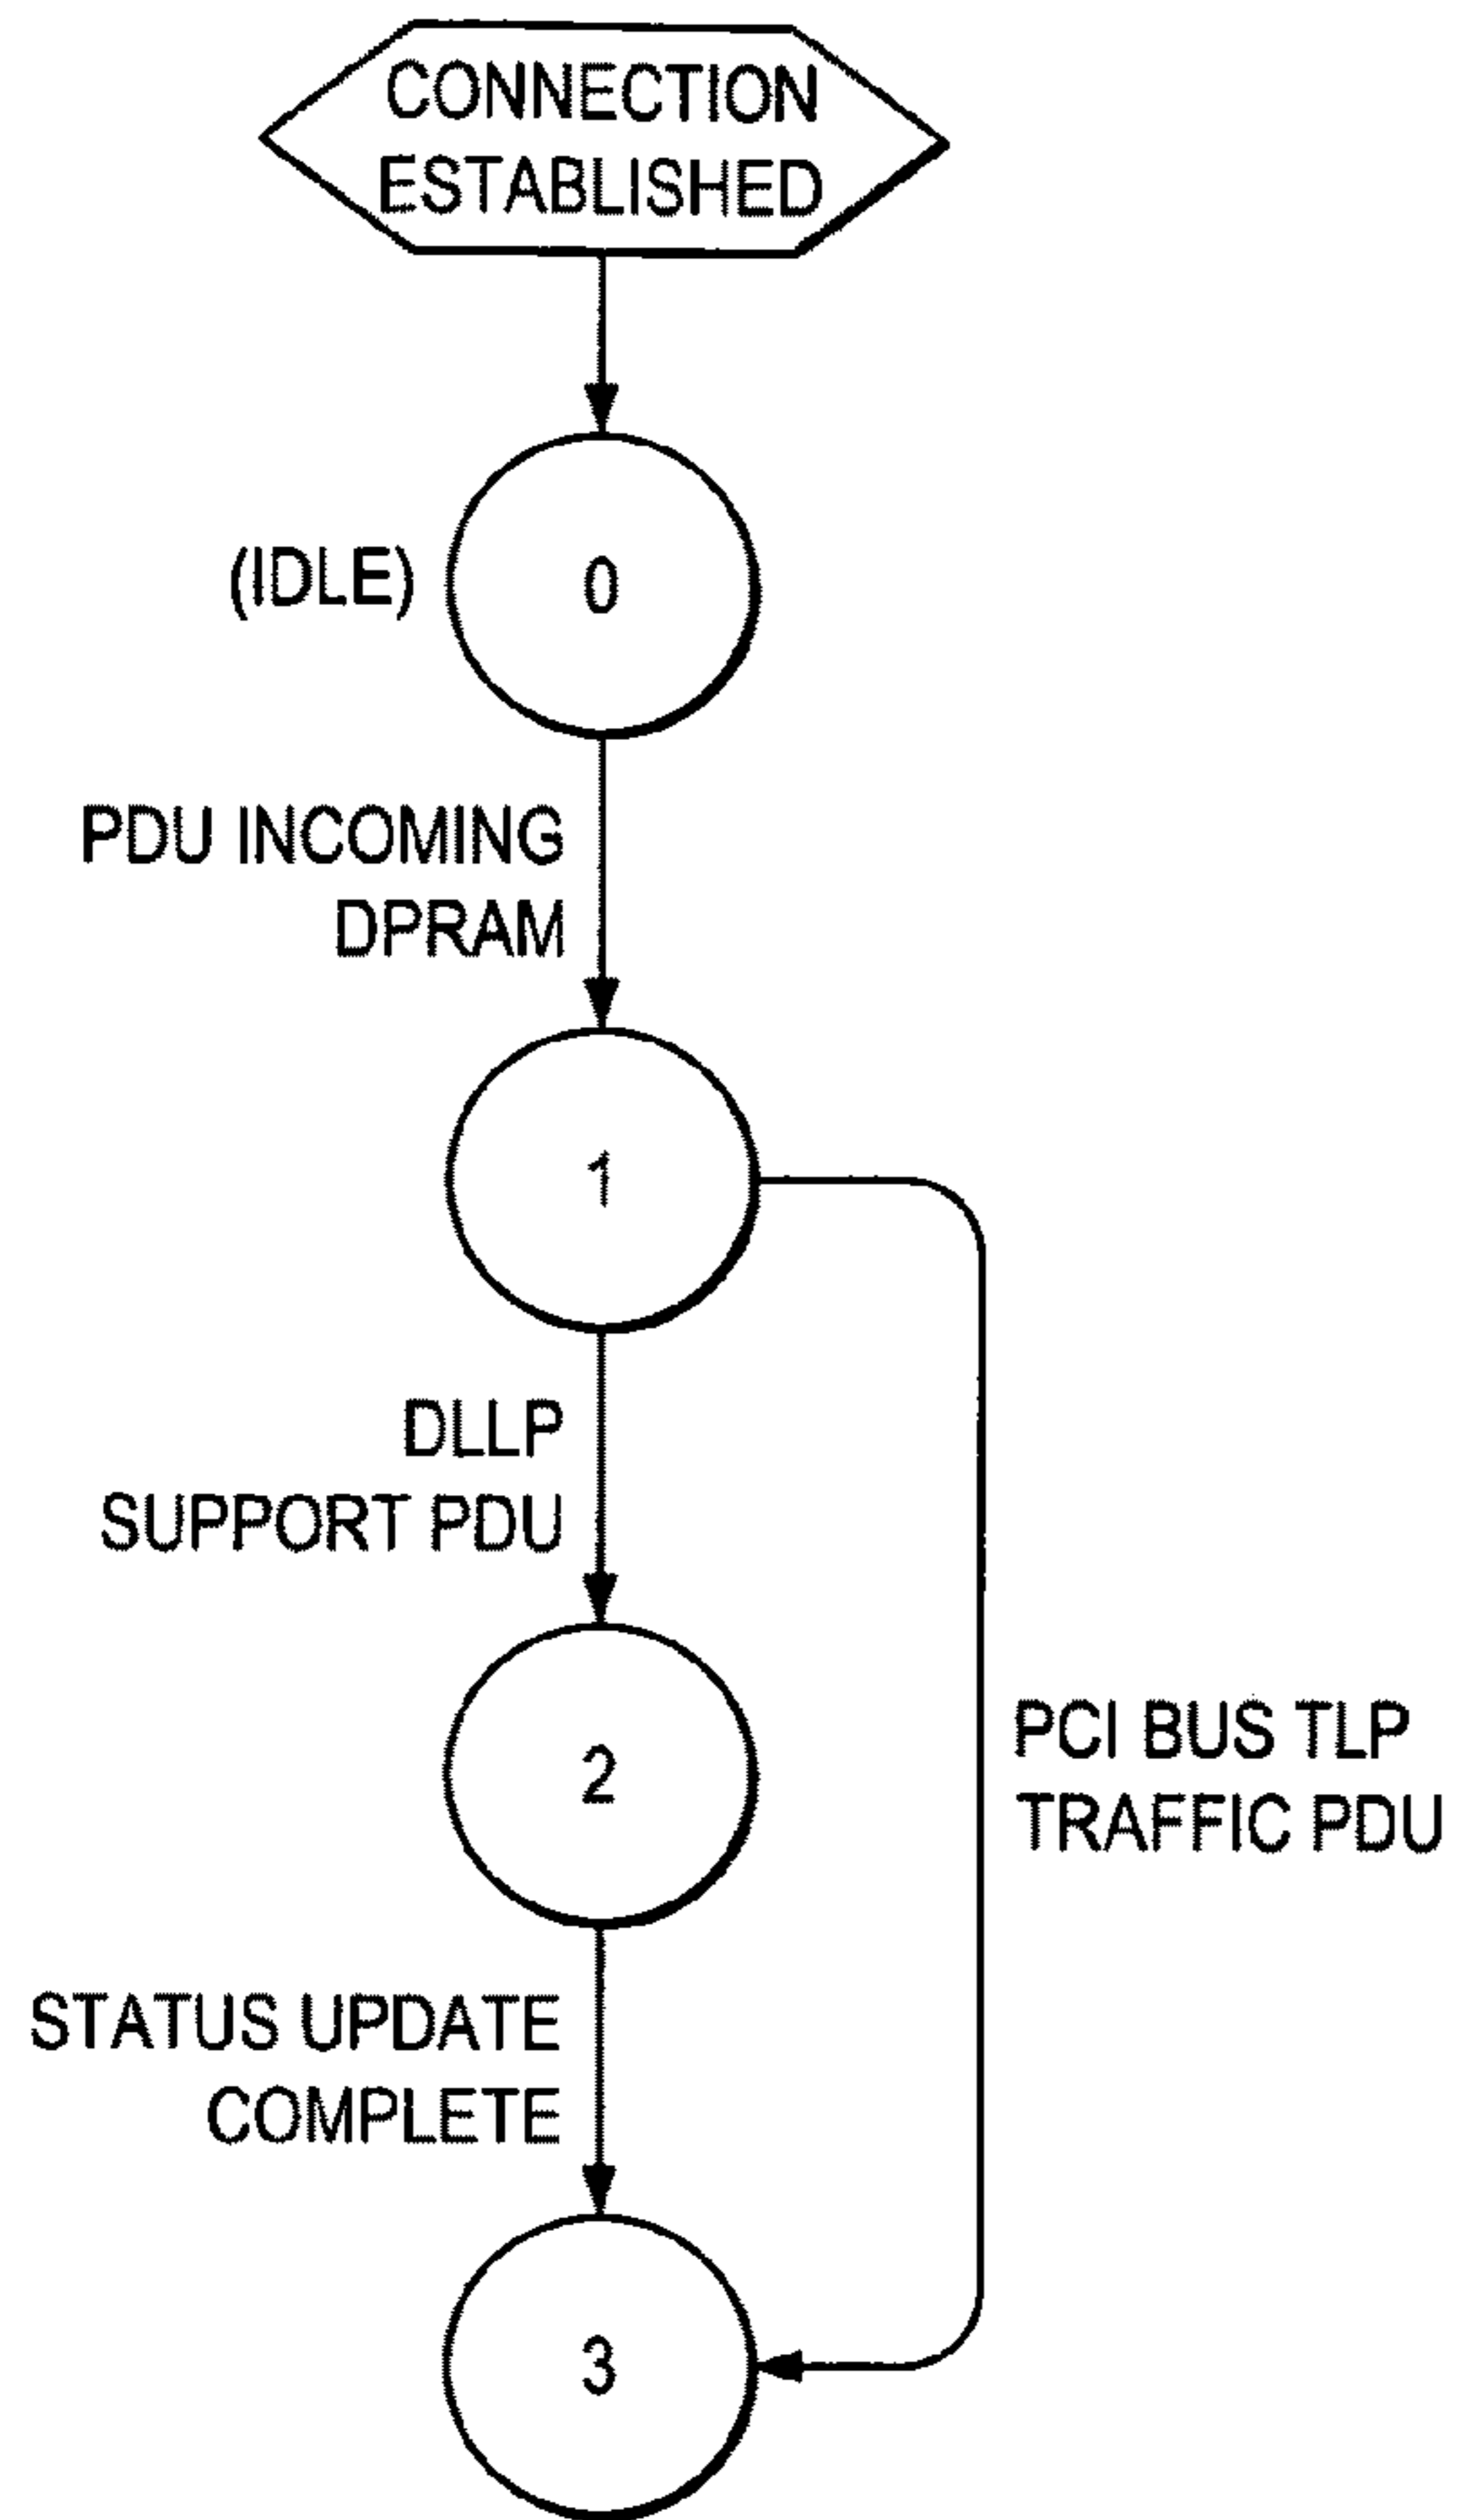 CONNECTION
ESTABLISHED
(IDLE)
0
PDU INCOMING
DPRAM
1
DLLP
SUPPORT PDU
2
PCI BUS TLP
TRAFFIC PDU
STATUS UPDATE
COMPLETE
3